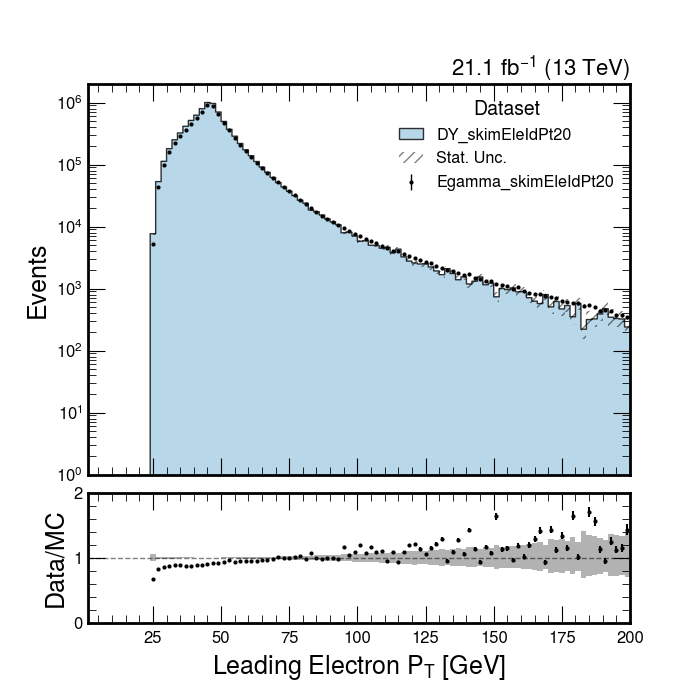 21.1 fb⁻¹ (13 TeV)
Dataset
DY_skimEleIdPt20
Stat. Unc.
Egamma_skimEleIdPt20
Events
10⁶
10⁵
10⁴
10³
10²
10¹
10⁰
Data/MC
2
1
0
25 50 75 100 125 150 175 200
Leading Electron P_T [GeV]